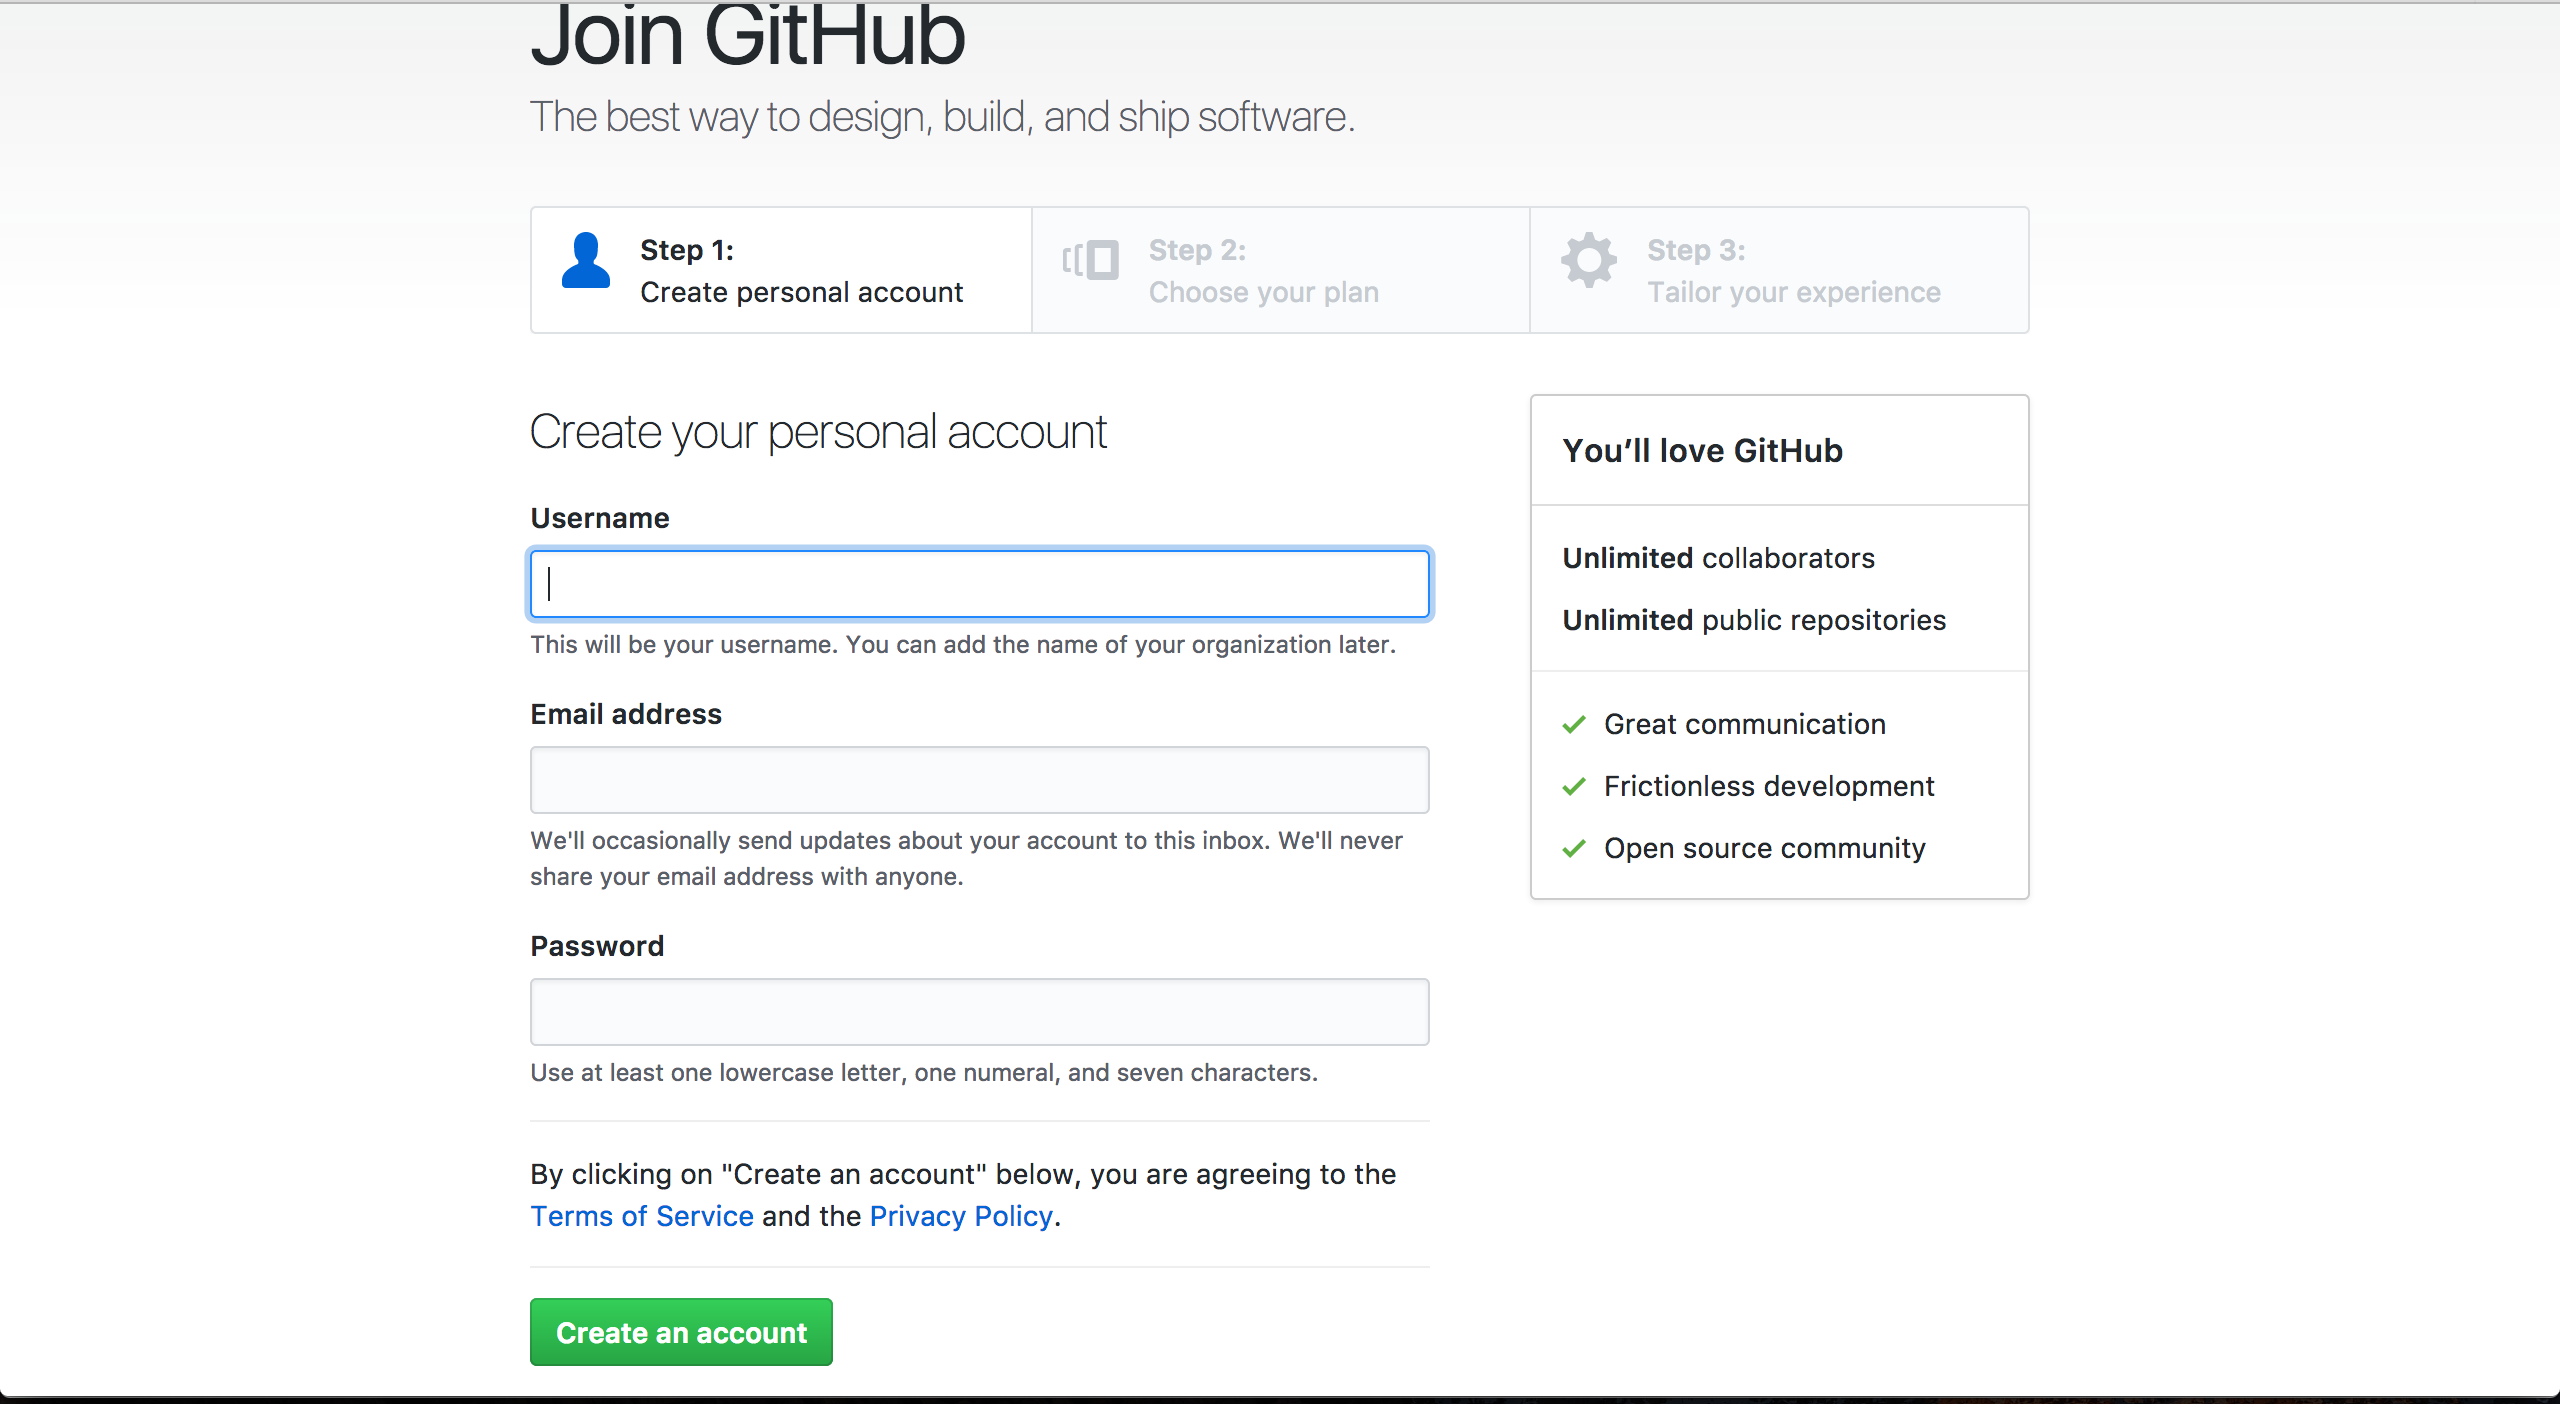 Join GitHub
The best way to design, build, and ship software.
Step 1:
Create personal account
Step 2:
Choose your plan
Step 3:
Tailor your experience
Create your personal account
Username
This will be your username. You can add the name of your organization later.
Email address
We'll occasionally send updates about your account to this inbox. We'll never
share your email address with anyone.
Password
Use at least one lowercase letter, one numeral, and seven characters.
By clicking on "Create an account" below, you are agreeing to the
Terms of Service and the Privacy Policy.
Create an account
You’ll love GitHub
Unlimited collaborators
Unlimited public repositories
Great communication
Frictionless development
Open source community